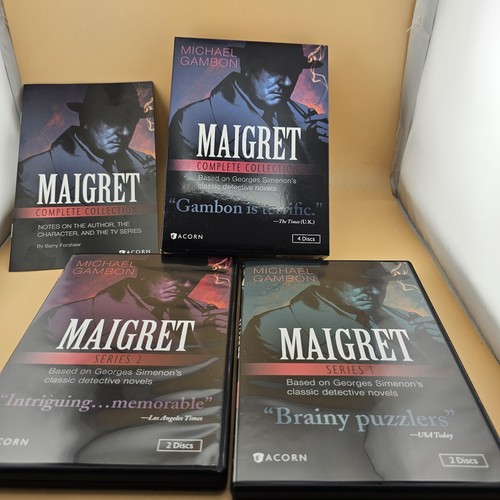 MICHAEL
GAMBON
MAIGRET
COMPLETE COLLECTION
Based on Georges Simenon's
classic detective novels
"Gambon is terrific."
—The Times (U.K.)
ACORN
4 Discs
MAIGRET
COMPLETE COLLECTION
NOTES ON THE AUTHOR, THE
CHARACTER, AND THE TV SERIES
By Barry Forshaw
ACORN
MICHAEL
GAMBON
MAIGRET
SERIES 2
Based on Georges Simenon's
classic detective novels
"Intriguing...memorable"
—Los Angeles Times
2 Discs
ACORN
MICHAEL
GAMBON
MAIGRET
SERIES 1
Based on Georges Simenon's
classic detective novels
"Brainy puzzlers"
—USA Today
ACORN
2 Discs